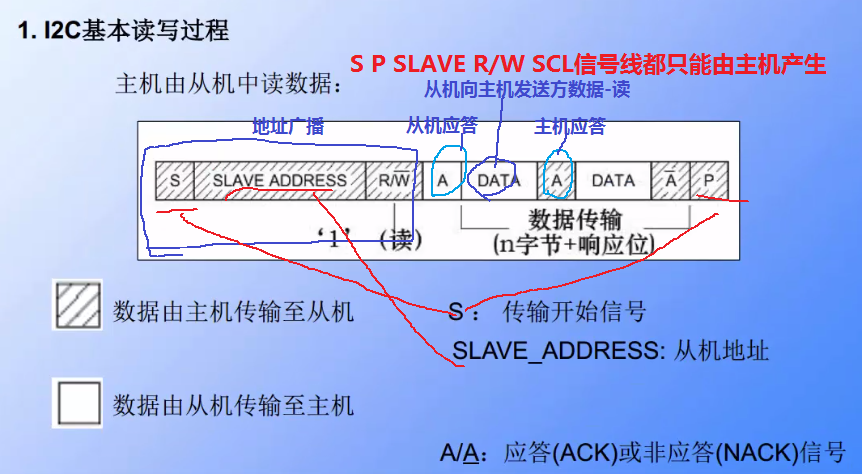 1. I2C基本读写过程
S P SLAVE R/W SCL信号线都只能由主机产生
主机由从机中读数据：
从机向主机发送方数据-读
地址广播
从机应答
主机应答
S SLAVE ADDRESS R/W̅ A DATA A DATA A̅ P
‘1’ (读)
数据传输
(n字节+响应位)
数据由主机传输至从机
S： 传输开始信号
SLAVE_ADDRESS: 从机地址
数据由从机传输至主机
A/A̲： 应答(ACK)或非应答(NACK)信号